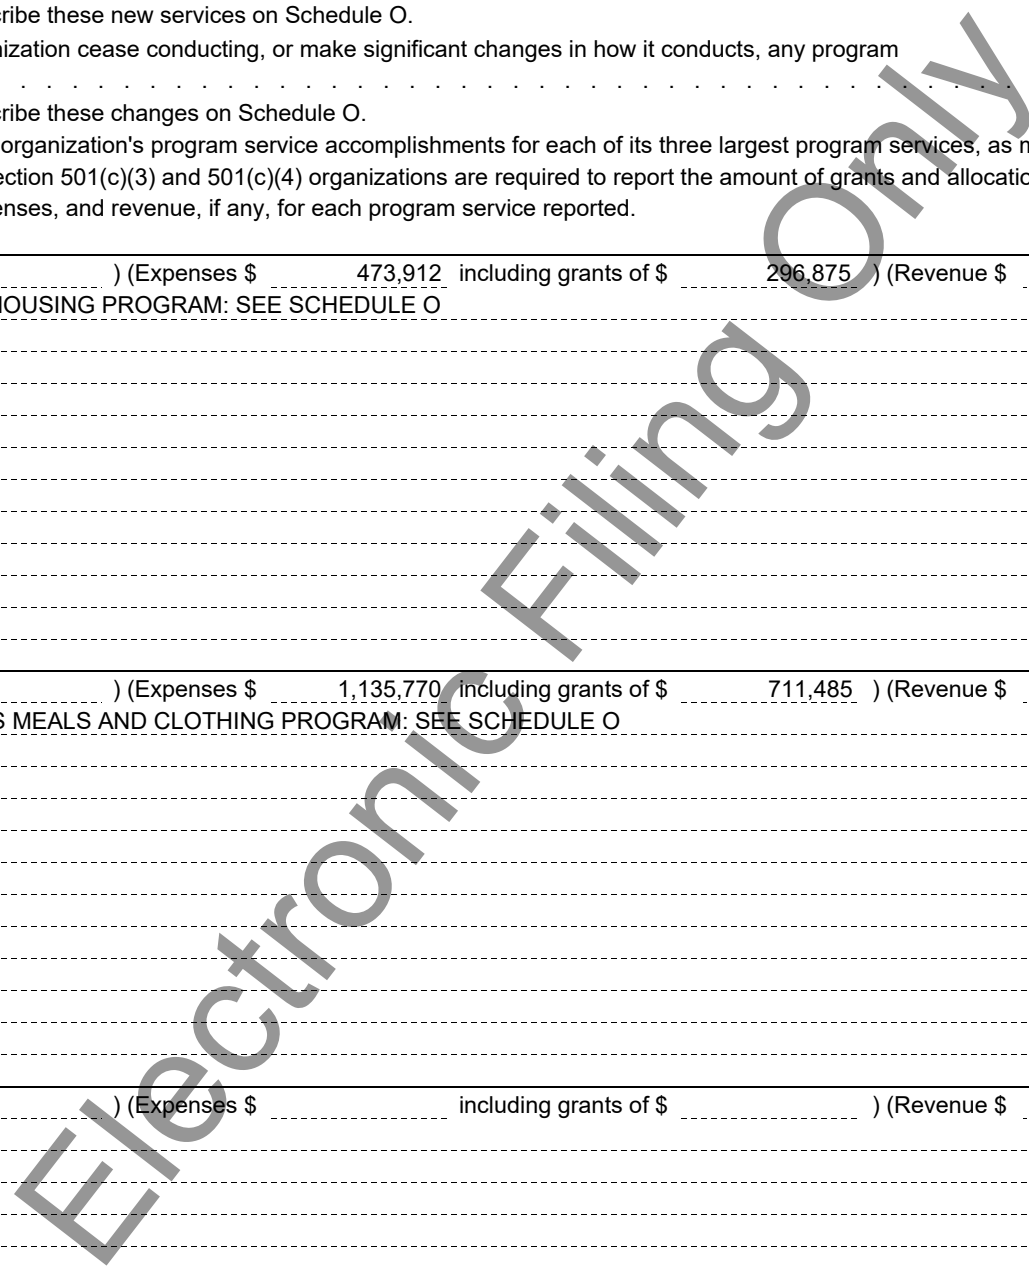 ribe these new services on Schedule O.
nization cease conducting, or make significant changes in how it conducts, any program
. . . . . . . . . . . . . . . . . . . . . . . . . . . . . . . . . . . . . . .
ribe these changes on Schedule O.
organization's program service accomplishments for each of its three largest program services, as m
ection 501(c)(3) and 501(c)(4) organizations are required to report the amount of grants and allocatio
enses, and revenue, if any, for each program service reported.
) (Expenses $ 473,912 including grants of $ 296,875 ) (Revenue $
HOUSING PROGRAM: SEE SCHEDULE O
) (Expenses $ 1,135,770 including grants of $ 711,485 ) (Revenue $
S MEALS AND CLOTHING PROGRAM: SEE SCHEDULE O
) (Expenses $ including grants of $ ) (Revenue $
Electronic Filing Only